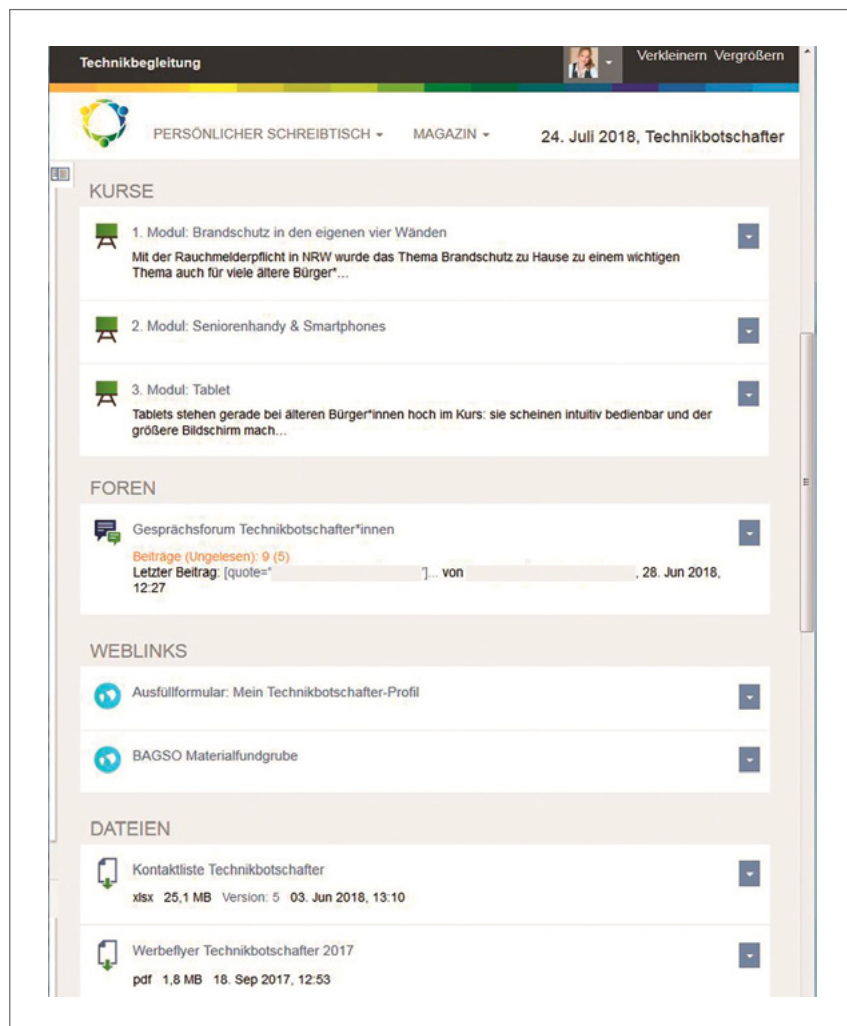 Technikbegleitung
Verkleinern Vergrößern
PERSÖNLICHER SCHREIBTISCH
MAGAZIN
24. Juli 2018, Technikbotschafter
KURSE
1. Modul: Brandschutz in den eigenen vier Wänden
Mit der Rauchmelderpflicht in NRW wurde das Thema Brandschutz zu Hause zu einem wichtigen
Thema auch für viele ältere Bürger*...
2. Modul: Seniorenhandy & Smartphones
3. Modul: Tablet
Tablets stehen gerade bei älteren Bürger*innen hoch im Kurs: sie scheinen intuitiv bedienbar und der
größere Bildschirm mach...
FOREN
Gesprächsforum Technikbotschafter*innen
Beiträge (Ungelesen): 9 (5)
Letzter Beitrag: [quote=" "]... von , 28. Jun 2018,
12:27
WEBLINKS
Ausfüllformular: Mein Technikbotschafter-Profil
BAGSO Materialfundgrube
DATEIEN
Kontaktliste Technikbotschafter
xlsx 25,1 MB Version: 5 03. Jun 2018, 13:10
Werbeflyer Technikbotschafter 2017
pdf 1,8 MB 18. Sep 2017, 12:53